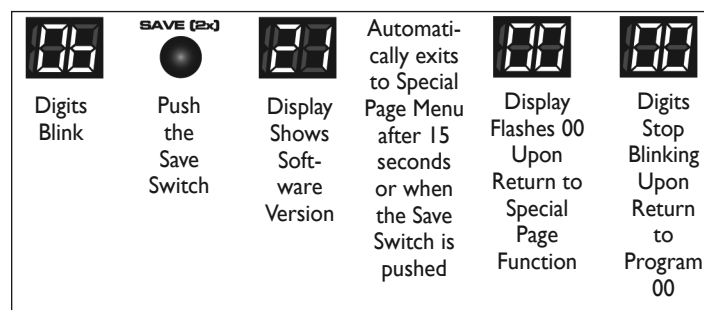 SAVE (2x)
00
00
Digits
Blink
Push
the
Save
Switch
Display
Shows
Soft-
ware
Version
Automati-
cally exits
to Special
Page Menu
after 15
seconds
or when
the Save
Switch is
pushed
Display
Flashes 00
Upon
Return to
Special
Page
Function
Digits
Stop
Blinking
Upon
Return
to
Program
00